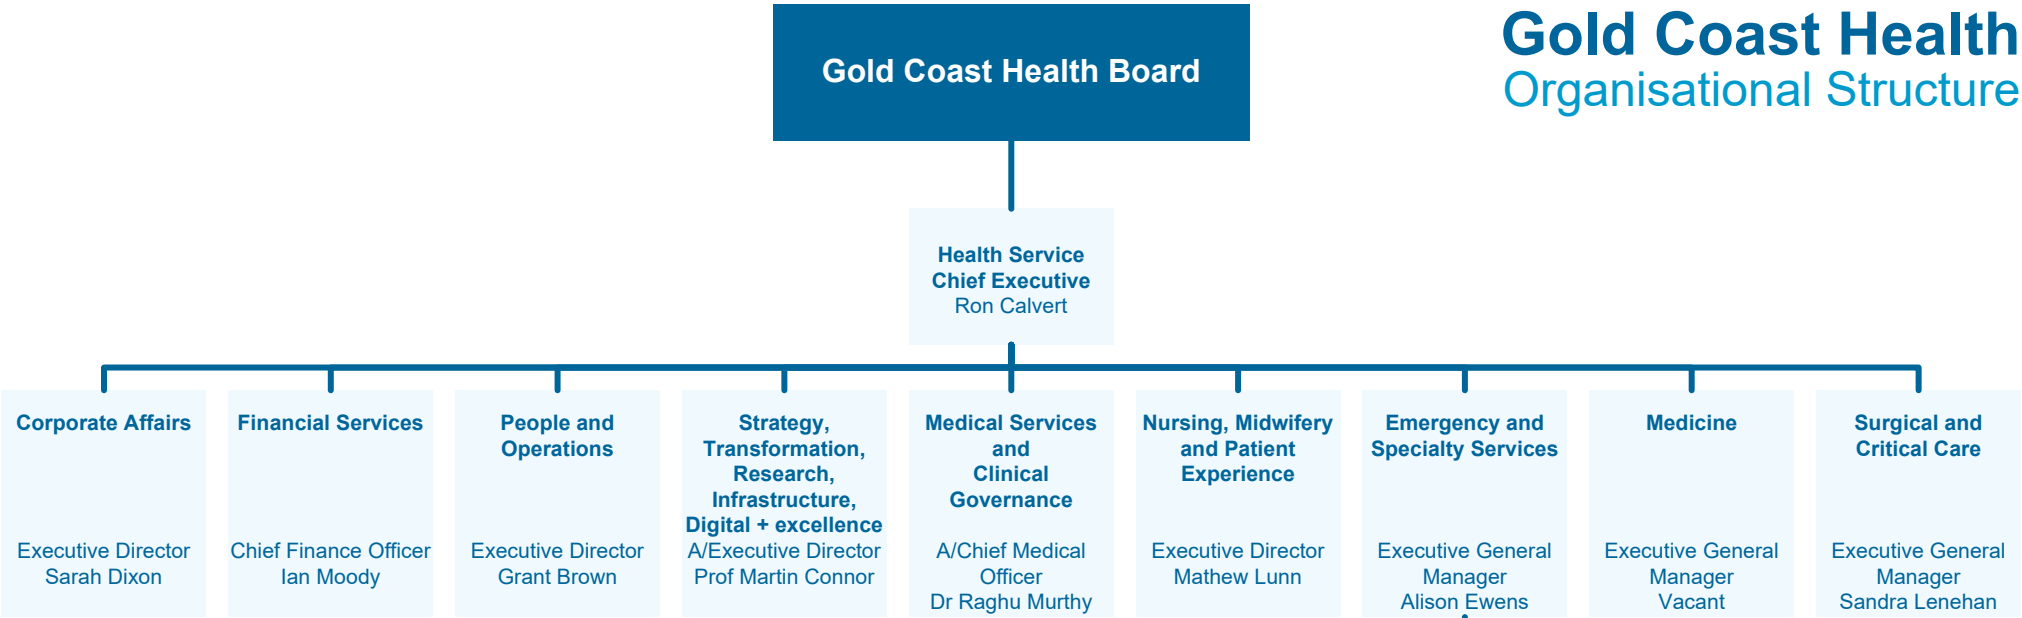 Gold Coast Health
Organisational Structure
Gold Coast Health Board
Health Service
Chief Executive
Ron Calvert
Corporate Affairs
Executive Director
Sarah Dixon
Financial Services
Chief Finance Officer
Ian Moody
People and
Operations
Executive Director
Grant Brown
Strategy,
Transformation,
Research,
Infrastructure,
Digital + excellence
A/Executive Director
Prof Martin Connor
Medical Services
and
Clinical
Governance
A/Chief Medical
Officer
Dr Raghu Murthy
Nursing, Midwifery
and Patient
Experience
Executive Director
Mathew Lunn
Emergency and
Specialty Services
Executive General
Manager
Alison Ewens
Medicine
Executive General
Manager
Vacant
Surgical and
Critical Care
Executive General
Manager
Sandra Lenehan